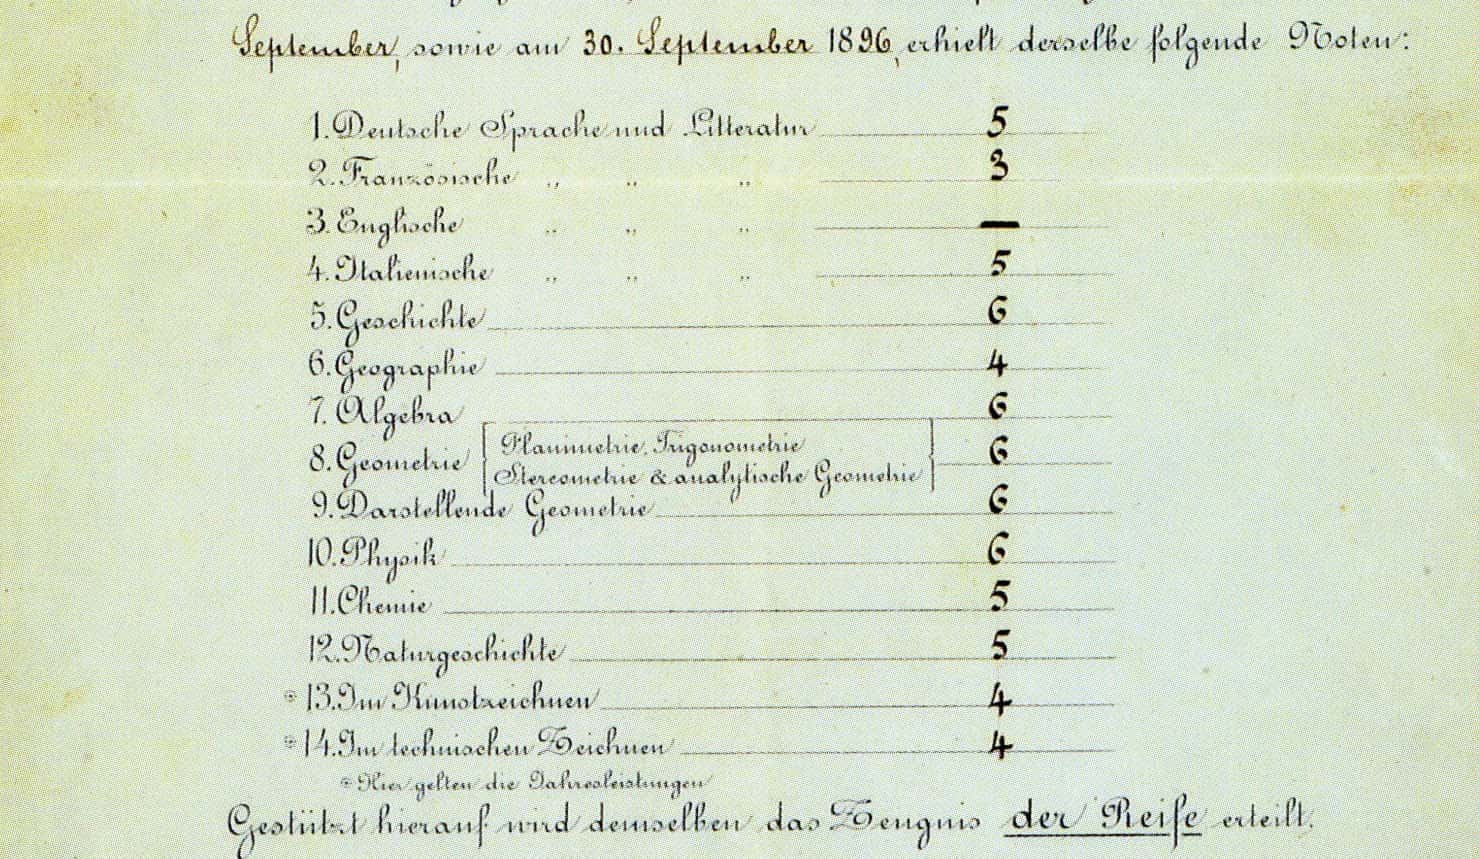 September, sowie am 30. September 1896, erhielt derselbe folgende Noten:
1. Deutsche Sprache und Litteratur 5
2. Französische „ „ „ 3
3. Englische „ „ „ —
4. Italienische „ „ „ 5
5. Geschichte 6
6. Geographie 4
7. Algebra 6
Planimetrie, Trigonometrie
8. Geometrie 6
Stereometrie & analytische Geometrie
9. Darstellende Geometrie 6
10. Physik 6
11. Chemie 5
12. Naturgeschichte 5
* 13. Im Kunstzeichnen 4
* 14. Im technischen Zeichnen 4
* Hier gelten die Jahresleistungen
Gestützt hierauf wird demselben das Zeugnis der Reife erteilt.